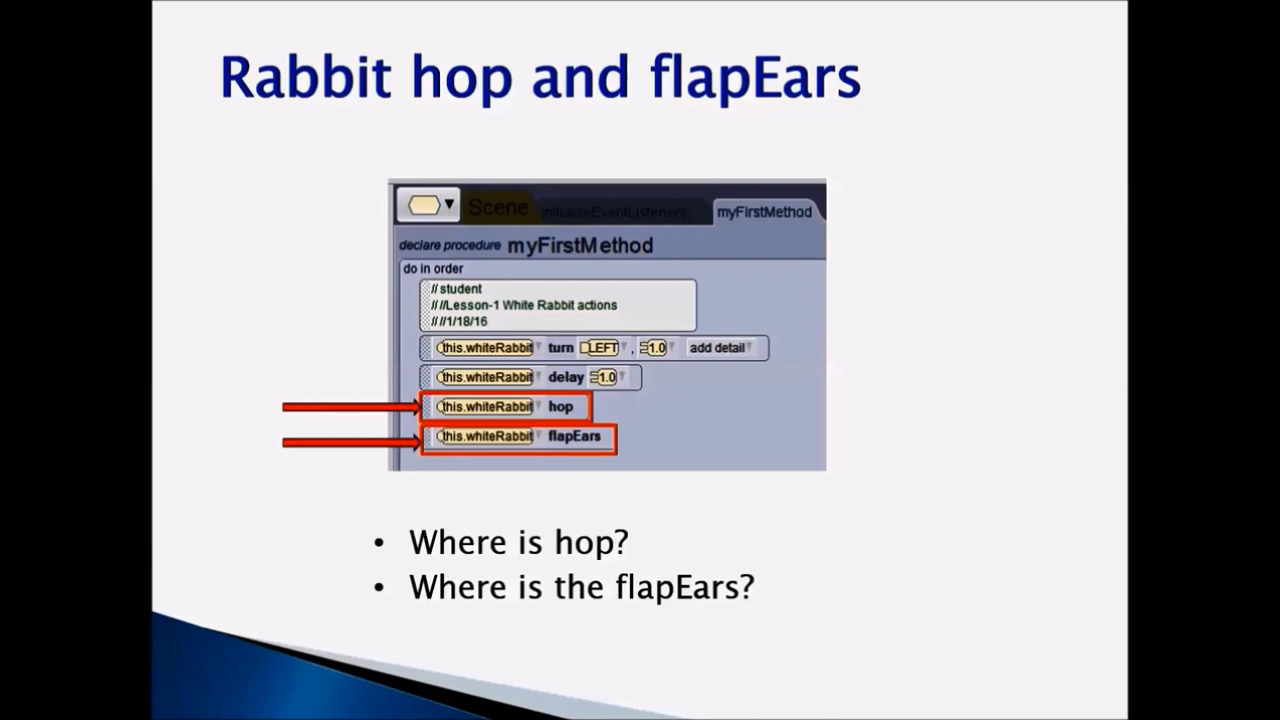 Rabbit hop and flapEars
Scene initializeEventListeners myFirstMethod
declare procedure myFirstMethod
do in order
// student
// //Lesson-1 White Rabbit actions
// //1/18/16
this.whiteRabbit turn LEFT , 1.0 add detail
this.whiteRabbit delay 1.0
this.whiteRabbit hop
this.whiteRabbit flapEars
• Where is hop?
• Where is the flapEars?